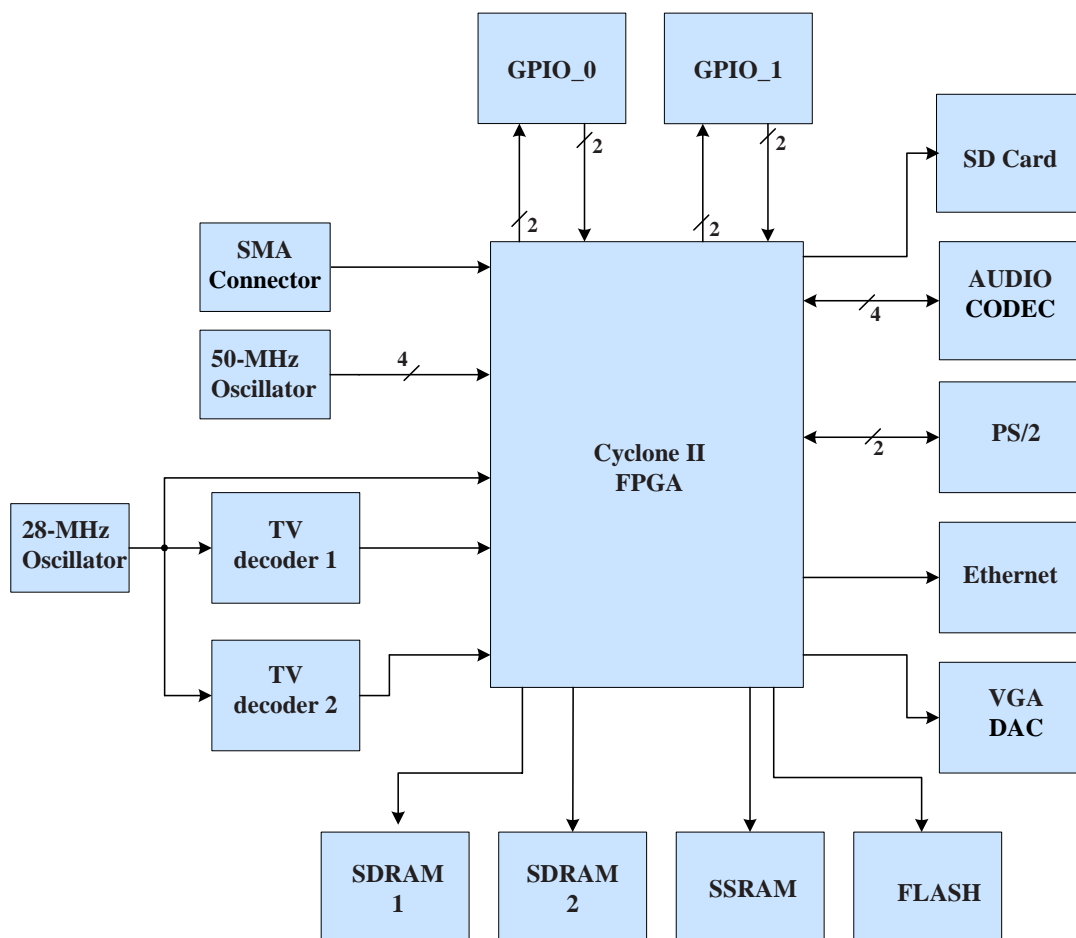 GPIO_0
GPIO_1
2
2
SD Card
2
2
SMA
Connector
AUDIO
CODEC
4
50-MHz
Oscillator
4
PS/2
2
Cyclone II
FPGA
28-MHz
Oscillator
TV
decoder 1
Ethernet
TV
decoder 2
VGA
DAC
SDRAM
1
SDRAM
2
SSRAM
FLASH